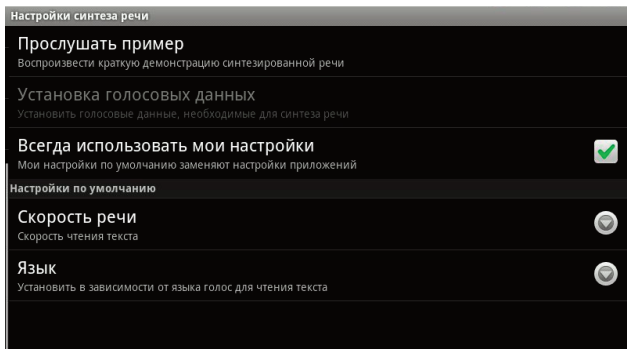 Настройки синтеза речи
Прослушать пример
Воспроизвести краткую демонстрацию синтезированной речи
Установка голосовых данных
Установить голосовые данные, необходимые для синтеза речи
Всегда использовать мои настройки
Мои настройки по умолчанию заменяют настройки приложений
Настройки по умолчанию
Скорость речи
Скорость чтения текста
Язык
Установить в зависимости от языка голос для чтения текста